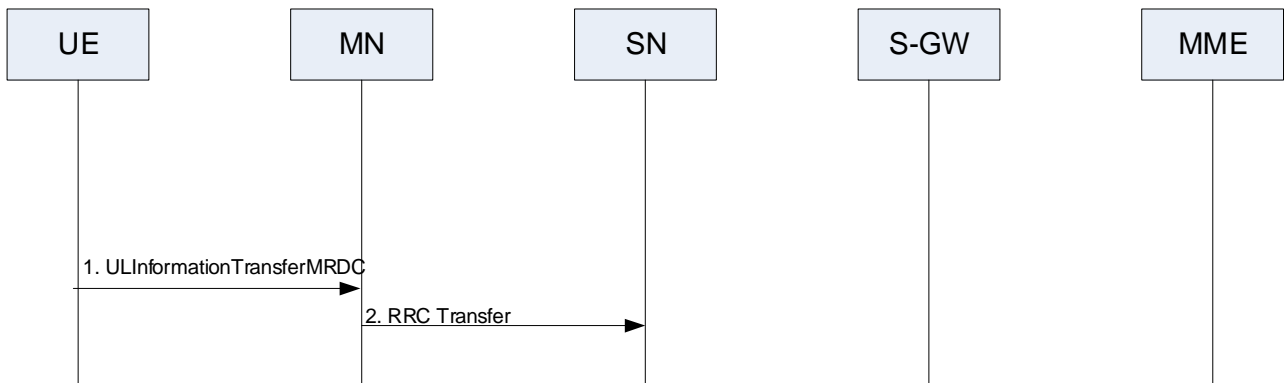 UE
MN
SN
S-GW
MME
1. ULInformationTransferMRDC
2. RRC Transfer